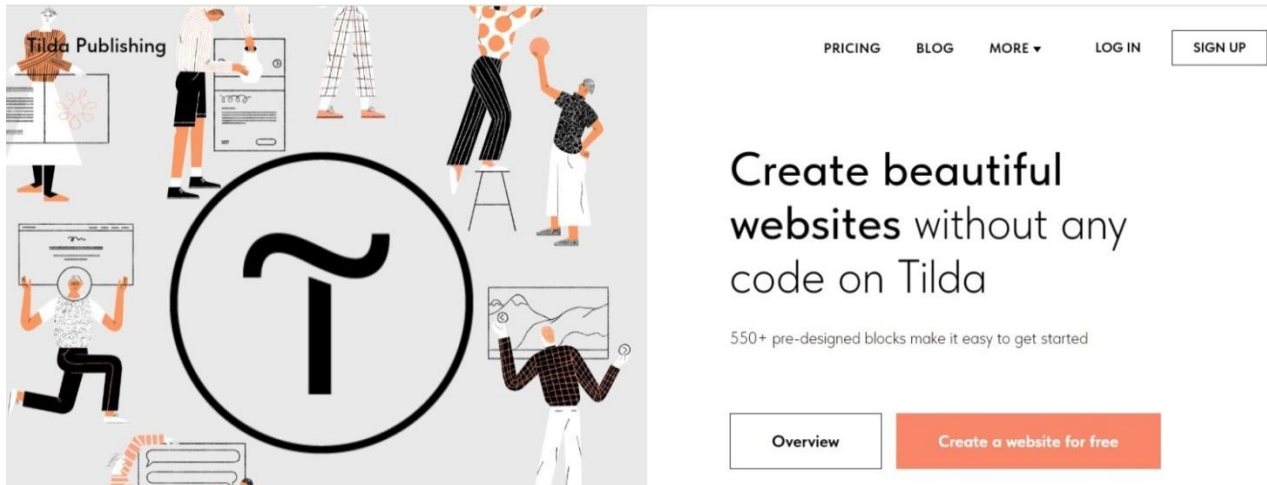 Tilda Publishing
PRICING BLOG MORE ▾ LOG IN SIGN UP
Create beautiful
websites without any
code on Tilda
550+ pre-designed blocks make it easy to get started
Overview Create a website for free